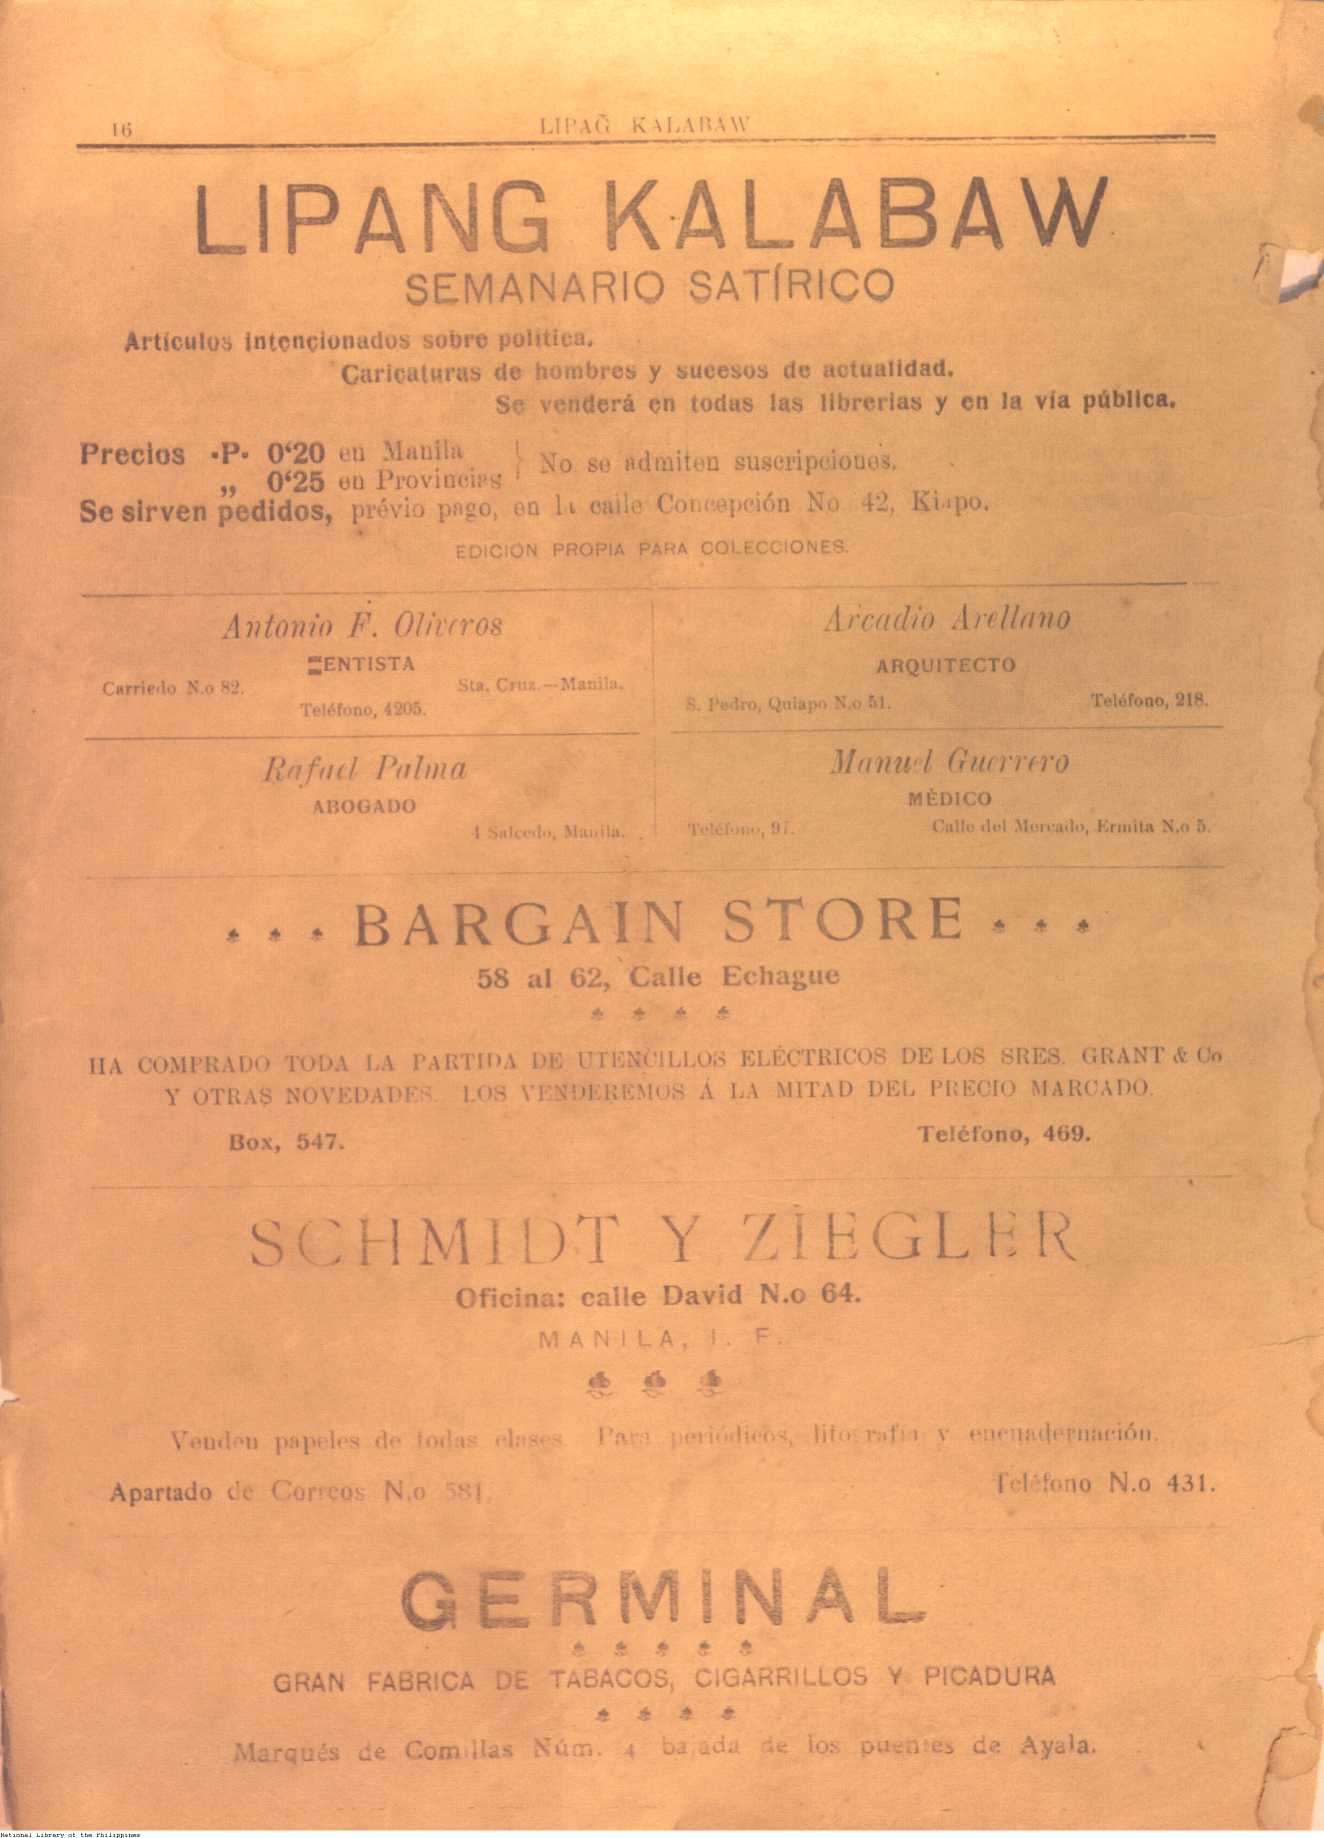 16
LIPAG̃ KALABAW
LIPANG KALABAW
SEMANARIO SATÍRICO
Artículos intencionados sobre política.
Caricaturas de hombres y sucesos de actualidad.
Se venderá en todas las librerias y en la vía pública.
Precios -P- 0‘20 en Manila
„ 0‘25 en Provincias
No se admiten suscripciones.
Se sirven pedidos, prévio pago, en la calle Concepción No 42, Kiapo.
EDICIÓN PROPIA PARA COLECCIONES.
Antonio F. Oliveros
DENTISTA
Carriedo N.o 82. Sta. Cruz.—Manila.
Teléfono, 4205.
Arcadio Arellano
ARQUITECTO
S. Pedro, Quiapo N.o 51. Teléfono, 218.
Rafael Palma
ABOGADO
4 Salcedo, Manila.
Manuel Guerrero
MÉDICO
Teléfono, 97. Calle del Mercado, Ermita N.o 5.
BARGAIN STORE
58 al 62, Calle Echague
HA COMPRADO TODA LA PARTIDA DE UTENCILLOS ELÉCTRICOS DE LOS SRES. GRANT & Co
Y OTRAS NOVEDADES. LOS VENDEREMOS Á LA MITAD DEL PRECIO MARCADO.
Box, 547. Teléfono, 469.
SCHMIDT Y ZIEGLER
Oficina: calle David N.o 64.
MANILA, I. F.
Venden papeles de todas clases. Para periódicos, litografía y encuadernación.
Apartado de Correos N.o 581. Teléfono N.o 431.
GERMINAL
GRAN FABRICA DE TABACOS, CIGARRILLOS Y PICADURA
Marqués de Comillas Núm. 4 bajada de los puentes de Ayala.
National Library of the Philippines